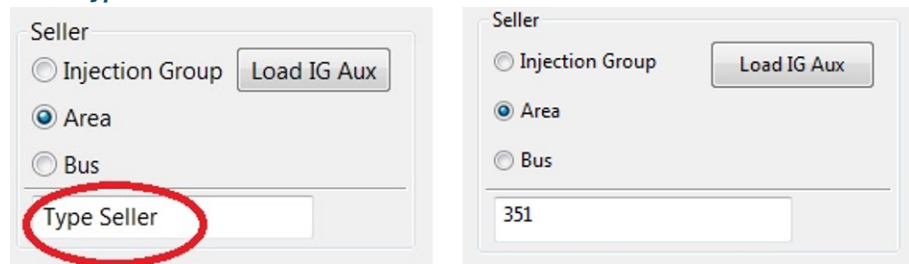 Seller
Injection Group Load IG Aux
Area
Bus
Type Seller
Seller
Injection Group Load IG Aux
Area
Bus
351